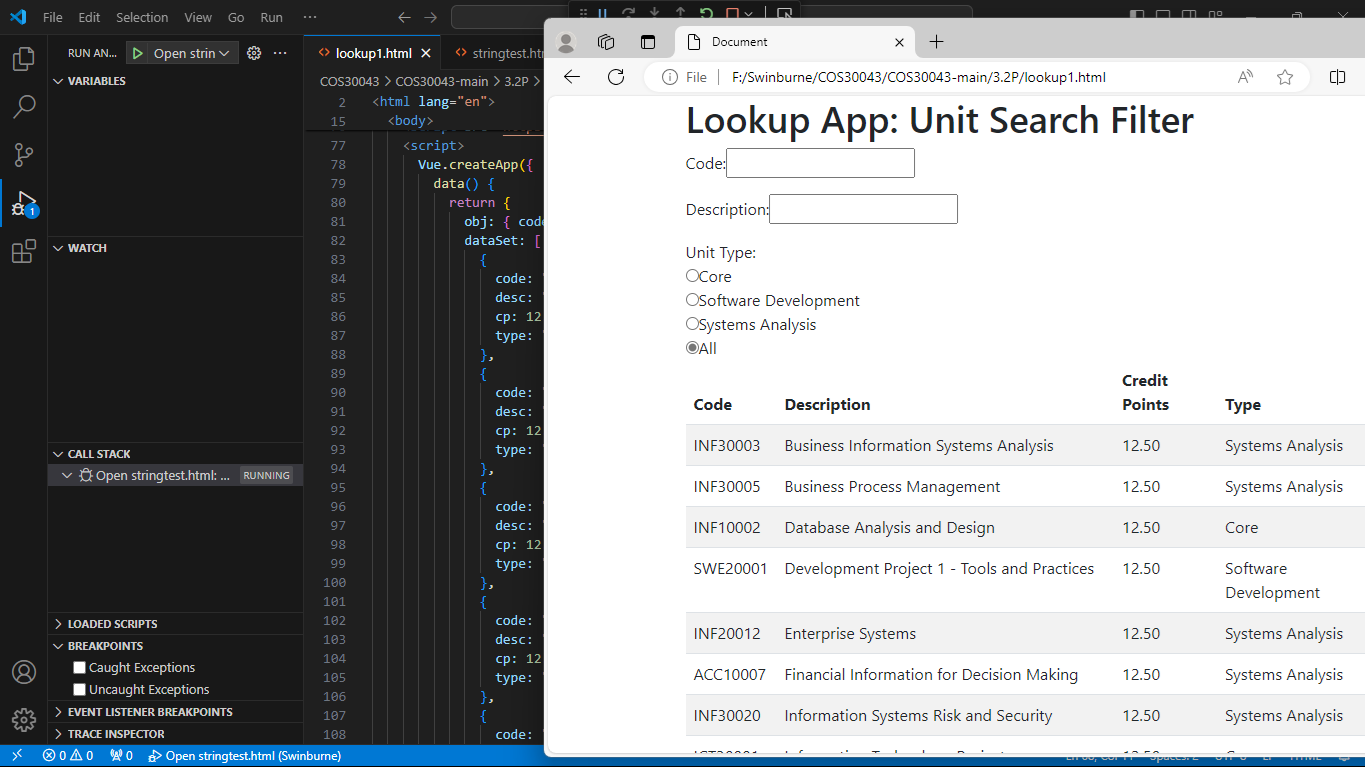 File Edit Selection View Go Run ···
RUN AN... Open strin
VARIABLES
WATCH
CALL STACK
Open stringtest.html: ... RUNNING
LOADED SCRIPTS
BREAKPOINTS
Caught Exceptions
Uncaught Exceptions
EVENT LISTENER BREAKPOINTS
TRACE INSPECTOR
1
0 0 0 Open stringtest.html (Swinburne)
lookup1.html stringtest.ht
COS30043 > COS30043-main > 3.2P >
2 <html lang="en">
15 <body>
77 <script>
78 Vue.createApp({
79 data() {
80 return {
81 obj: { code
82 dataSet: [
83 {
84 code:
85 desc:
86 cp: 12
87 type:
88 },
89 {
90 code:
91 desc:
92 cp: 12
93 type:
94 },
95 {
96 code:
97 desc:
98 cp: 12
99 type:
100 },
101 {
102 code:
103 desc:
104 cp: 12
105 type:
106 },
107 {
108 code:
Document
File F:/Swinburne/COS30043/COS30043-main/3.2P/lookup1.html
Lookup App: Unit Search Filter
Code:
Description:
Unit Type:
Core
Software Development
Systems Analysis
All
Code Description Credit Points Type
INF30003 Business Information Systems Analysis 12.50 Systems Analysis
INF30005 Business Process Management 12.50 Systems Analysis
INF10002 Database Analysis and Design 12.50 Core
SWE20001 Development Project 1 - Tools and Practices 12.50 Software Development
INF20012 Enterprise Systems 12.50 Systems Analysis
ACC10007 Financial Information for Decision Making 12.50 Systems Analysis
INF30020 Information Systems Risk and Security 12.50 Systems Analysis